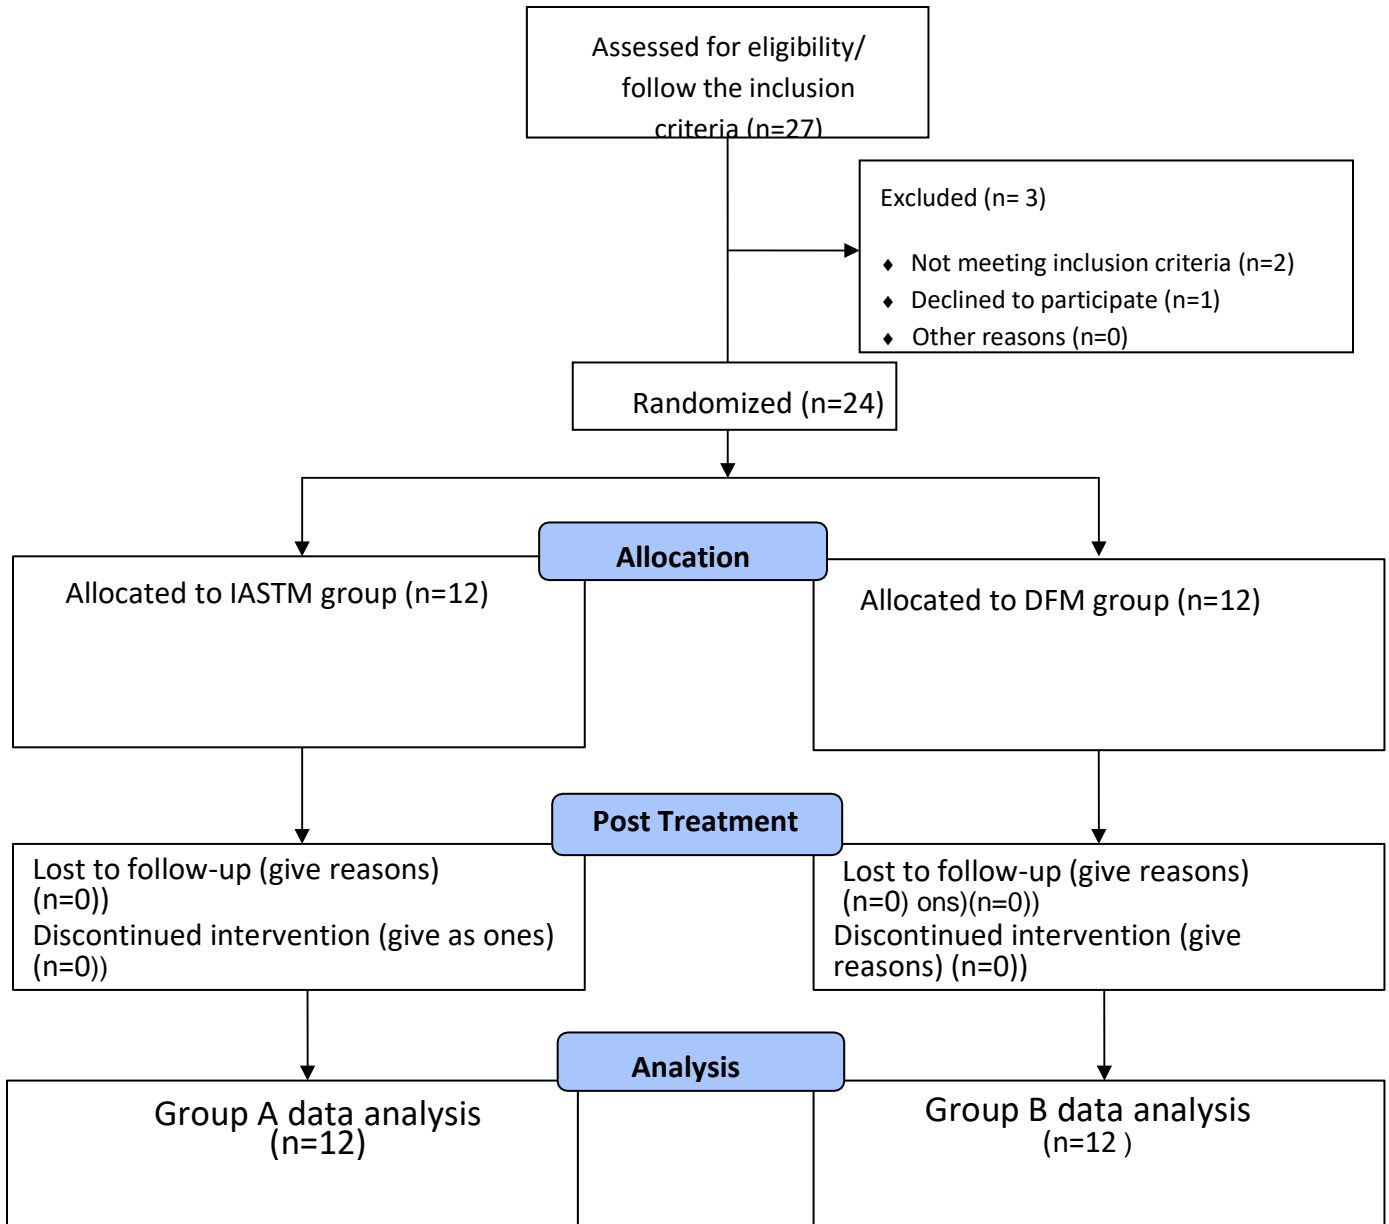 Assessed for eligibility/
follow the inclusion
criteria (n=27)
Excluded (n= 3)
♦ Not meeting inclusion criteria (n=2)
♦ Declined to participate (n=1)
♦ Other reasons (n=0)
Randomized (n=24)
Allocation
Allocated to IASTM group (n=12)
Allocated to DFM group (n=12)
Post Treatment
Lost to follow-up (give reasons)
(n=0))
Discontinued intervention (give as ones)
(n=0))
Lost to follow-up (give reasons)
(n=0) ons)(n=0))
Discontinued intervention (give
reasons) (n=0))
Analysis
Group A data analysis
(n=12)
Group B data analysis
(n=12 )